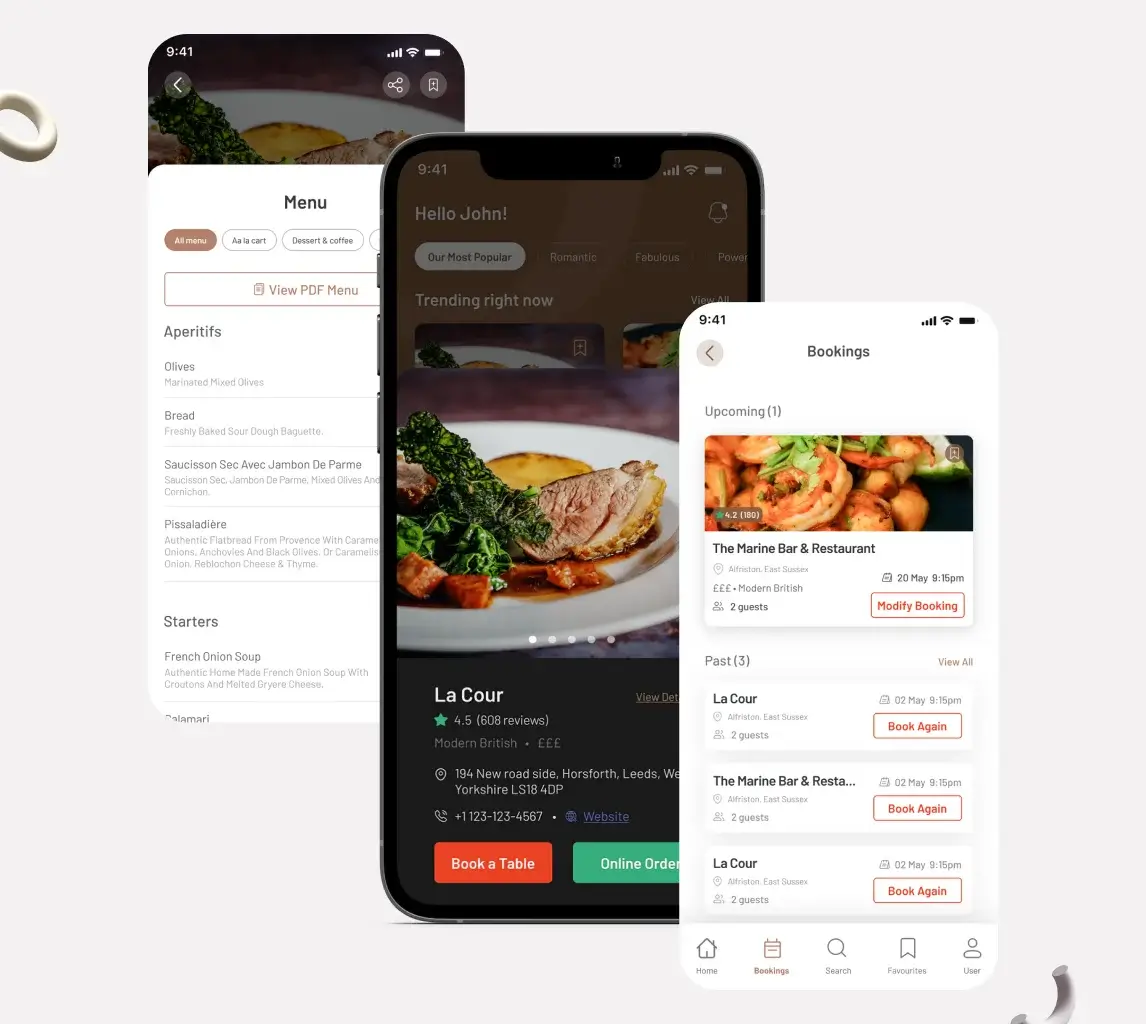 9:41
Menu
All menu
Aa la cart
Dessert & coffee
View PDF Menu
Aperitifs
Olives
Marinated Mixed Olives
Bread
Freshly Baked Sour Dough Baguette.
Saucisson Sec Avec Jambon De Parme
Saucisson Sec, Jambon De Parme, Mixed Olives And
Cornichon.
Pissaladière
Authentic Flatbread From Provence With Carame
Onions, Anchovies And Black Olives. Or Caramelis
Onion, Reblochon Cheese & Thyme.
Starters
French Onion Soup
Authentic Home Made French Onion Soup With
Croutons And Melted Gryere Cheese.
Calamari
9:41
Hello John!
Our Most Popular
Romantic
Fabulous
Power
Trending right now
View All
La Cour
View Det
4.5 (608 reviews)
Modern British • £££
194 New road side, Horsforth, Leeds, We
Yorkshire LS18 4DP
+1 123-123-4567 • Website
Book a Table
Online Order
9:41
Bookings
Upcoming (1)
4.2 (180)
The Marine Bar & Restaurant
Alfriston, East Sussex
20 May 9:15pm
£££ • Modern British
2 guests
Modify Booking
Past (3)
View All
La Cour
02 May 9:15pm
Alfriston, East Sussex
2 guests
Book Again
The Marine Bar & Resta...
02 May 9:15pm
Alfriston, East Sussex
2 guests
Book Again
La Cour
02 May 9:15pm
Alfriston, East Sussex
2 guests
Book Again
Home
Bookings
Search
Favourites
User